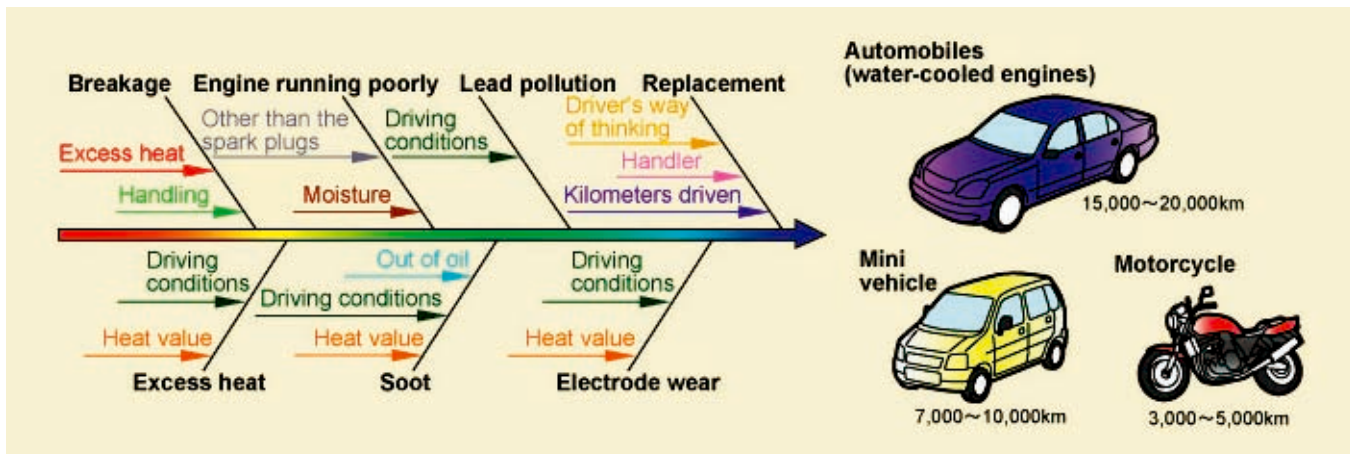 Breakage
Engine running poorly
Lead pollution
Replacement
Excess heat
Handling
Other than the
spark plugs
Moisture
Driving
conditions
Driver's way
of thinking
Handler
Kilometers driven
Driving
conditions
Heat value
Excess heat
Out of oil
Driving conditions
Heat value
Soot
Driving
conditions
Heat value
Electrode wear
Automobiles
(water-cooled engines)
15,000～20,000km
Mini
vehicle
7,000～10,000km
Motorcycle
3,000～5,000km